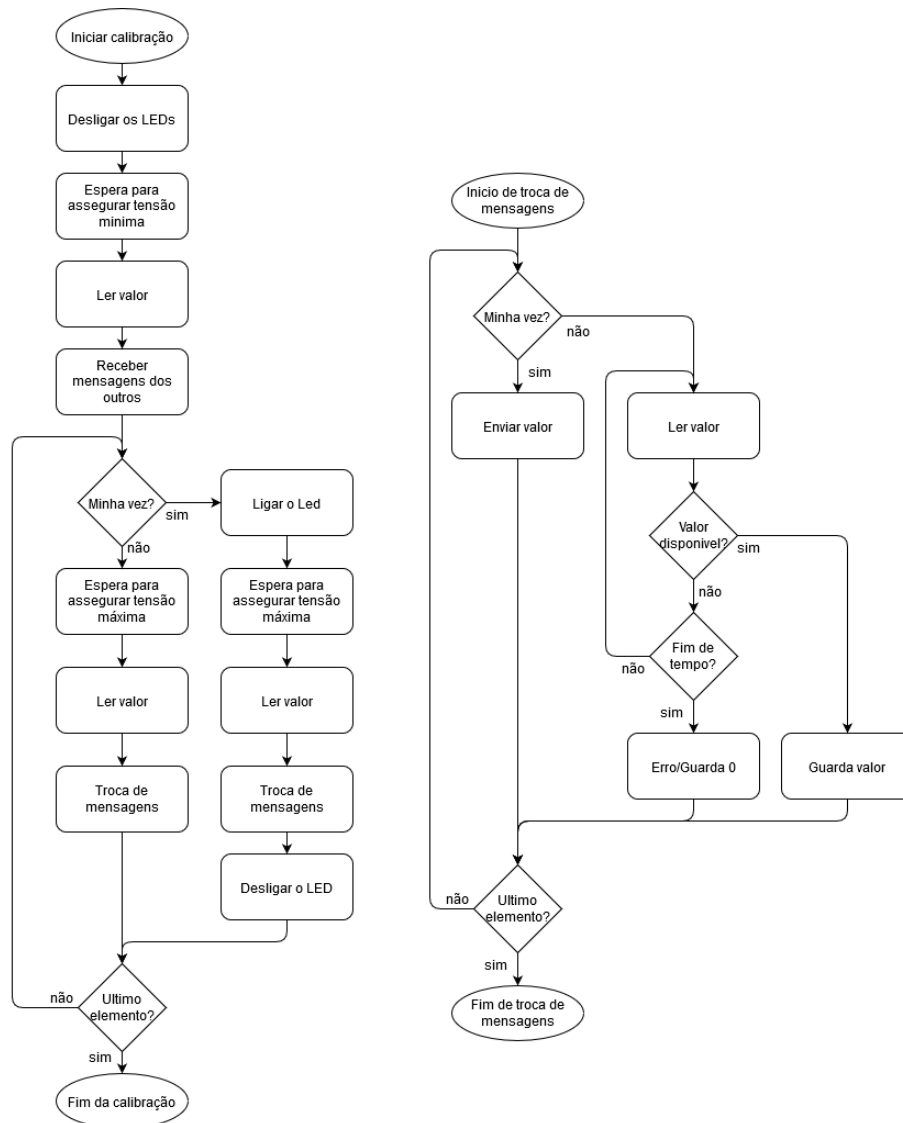 Iniciar calibração
Desligar os LEDs
Espera para
assegurar tensão
minima
Ler valor
Receber
mensagens dos
outros
Minha vez?
sim
não
Ligar o Led
Espera para
assegurar tensão
máxima
Espera para
assegurar tensão
máxima
Ler valor
Ler valor
Troca de
mensagens
Troca de
mensagens
Desligar o LED
não
Ultimo
elemento?
sim
Fim da calibração
Inicio de troca de
mensagens
Minha vez?
não
sim
Enviar valor
Ler valor
Valor
disponivel?
sim
não
Fim de
tempo?
não
sim
Erro/Guarda 0
Guarda valor
não
Ultimo
elemento?
sim
Fim de troca de
mensagens